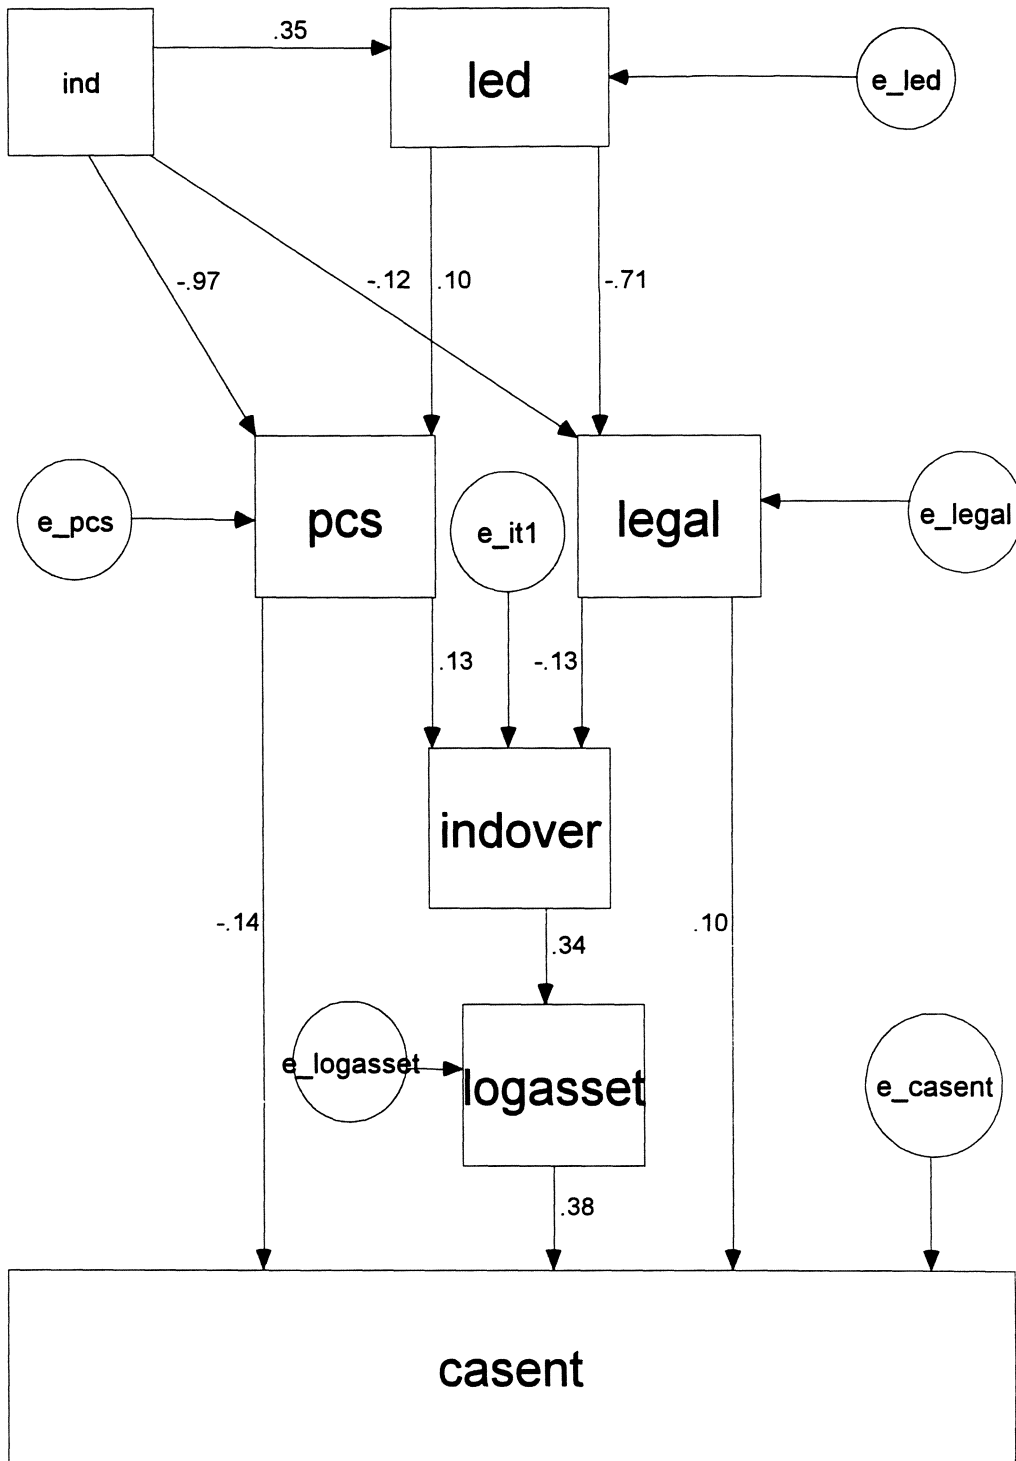 .35
ind
led
e_led
-.97
-.12
.10
-.71
e_pcs
pcs
e_it1
legal
e_legal
.13
-.13
indover
-.14
.10
.34
e_logasset
logasset
e_casent
.38
casent